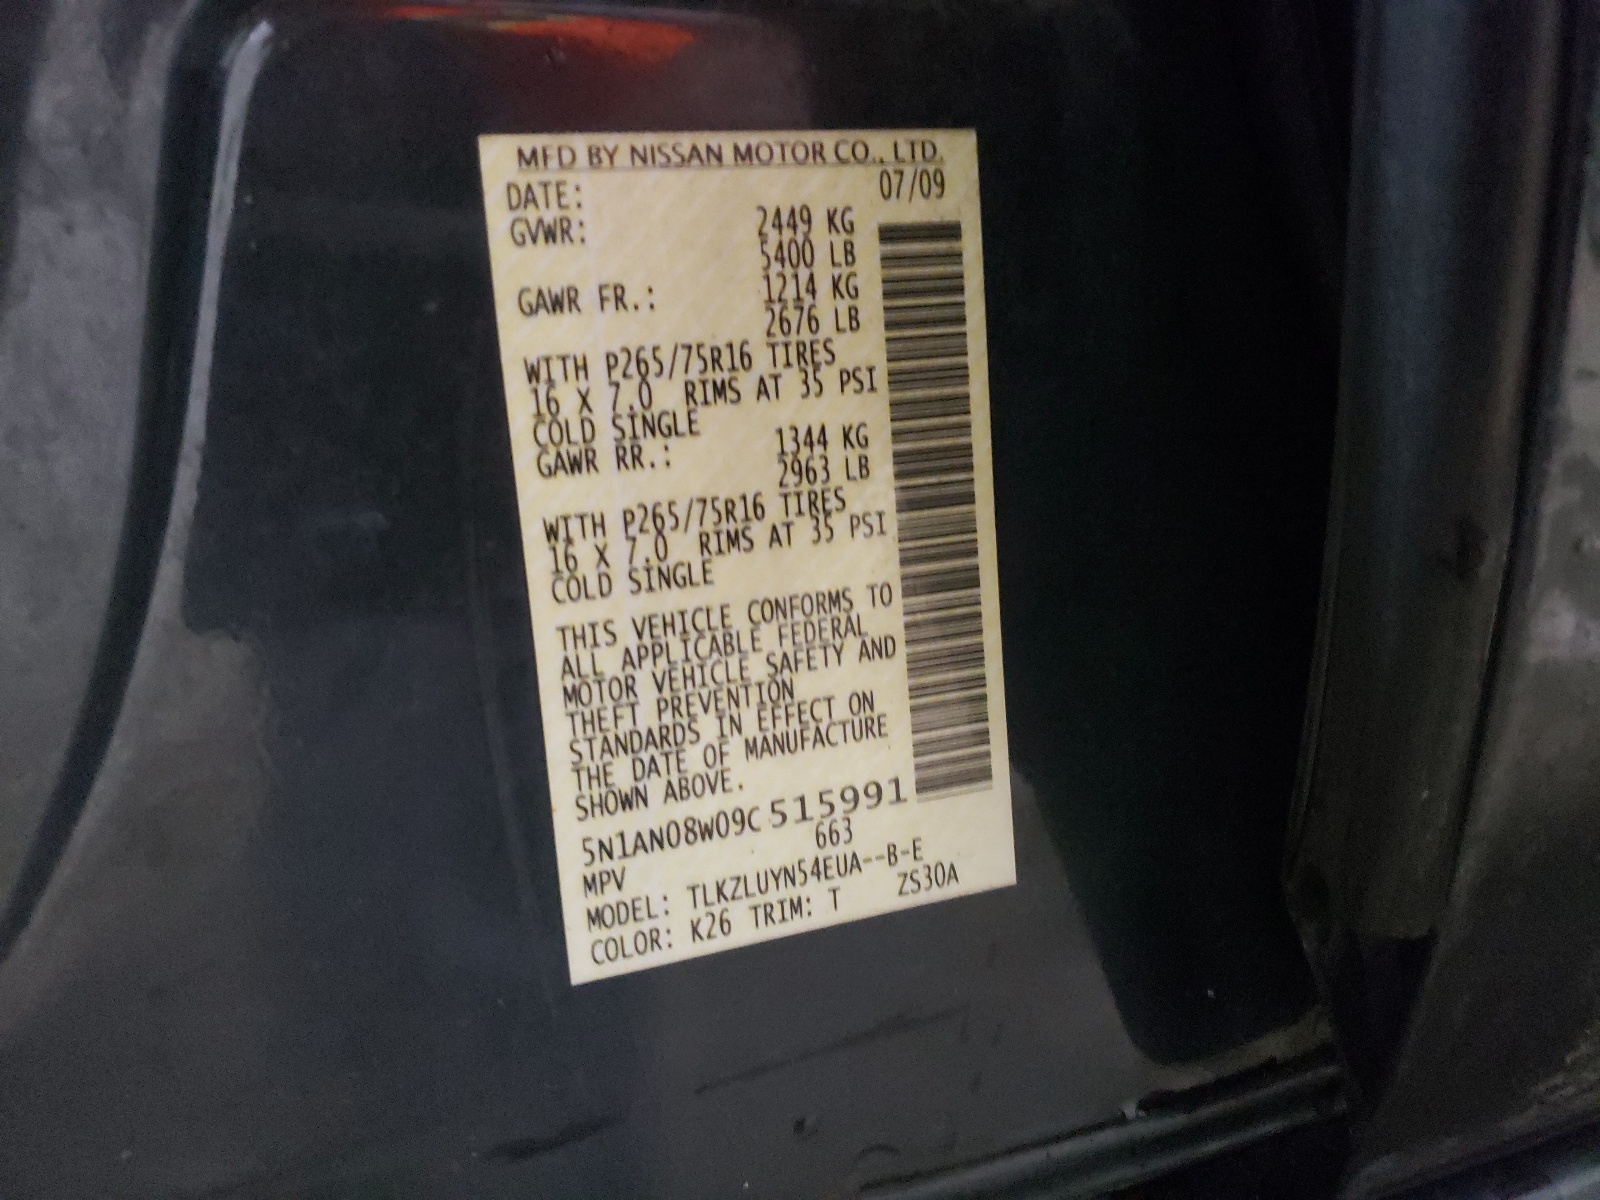 MFD BY NISSAN MOTOR CO., LTD.
DATE: 07/09
GVWR: 2449 KG
5400 LB
GAWR FR.: 1214 KG
2676 LB
WITH P265/75R16 TIRES
16 X 7.0 RIMS AT 35 PSI
COLD SINGLE
GAWR RR.: 1344 KG
2963 LB
WITH P265/75R16 TIRES
16 X 7.0 RIMS AT 35 PSI
COLD SINGLE
THIS VEHICLE CONFORMS TO
ALL APPLICABLE FEDERAL
MOTOR VEHICLE SAFETY AND
THEFT PREVENTION
STANDARDS IN EFFECT ON
THE DATE OF MANUFACTURE
SHOWN ABOVE.
5N1AN08W09C 515991
663
MPV
MODEL: TLKZLUYN54EUA--B-E
COLOR: K26 TRIM: T ZS30A